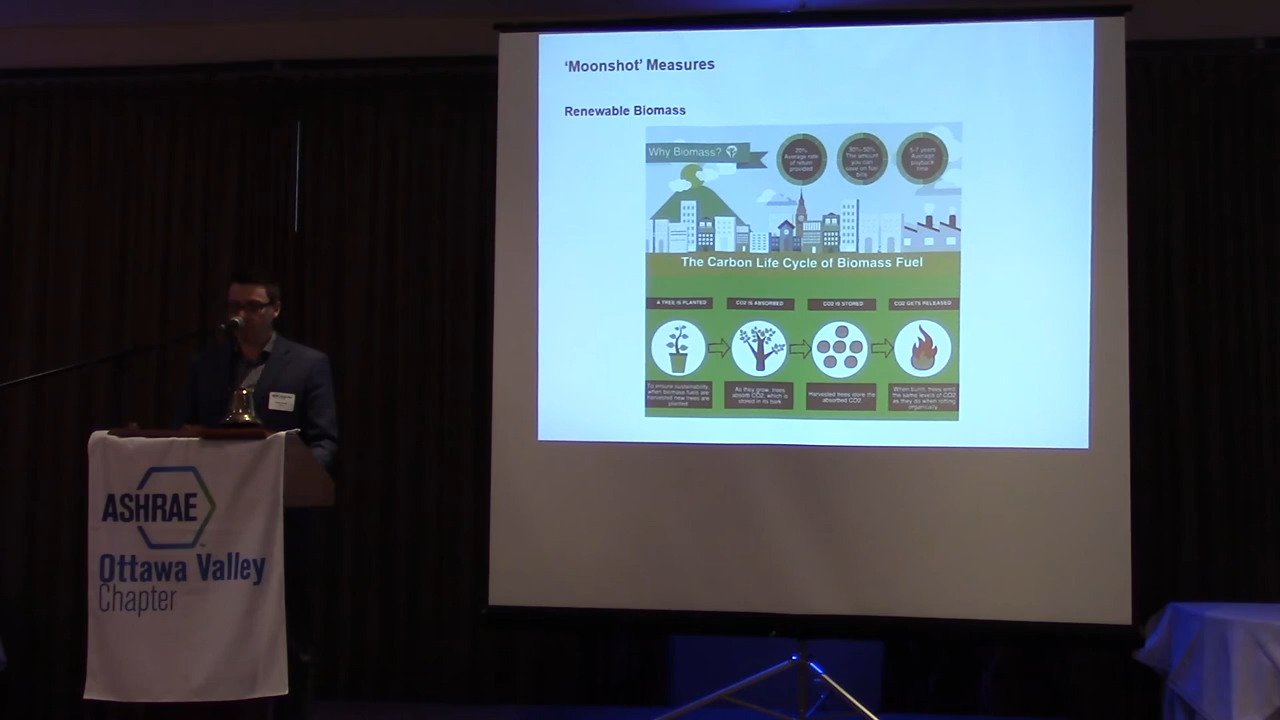 'Moonshot' Measures
Renewable Biomass
Why Biomass?
20%
Average rate
of return
provided
30%-50%
The amount
you can
save on fuel
bills
5-7 years
Average
payback
time
The Carbon Life Cycle of Biomass Fuel
A TREE IS PLANTED
CO2 IS ABSORBED
CO2 IS STORED
CO2 GETS RELEASED
To ensure sustainability,
when biomass fuels are
harvested new trees are
planted
As they grow, trees
absorb CO2, which is
stored in its bark
Harvested trees store the
absorbed CO2
When burnt, trees emit
the same levels of CO2
as they do when rotting
organically
ASHRAE
Ottawa Valley
Chapter